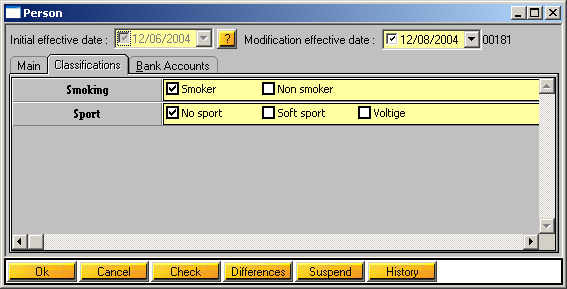 Person
Initial effective date : 12/06/2004 ? Modification effective date : 12/08/2004 00181
Main Classifications Bank Accounts
Smoking Smoker Non smoker
Sport No sport Soft sport Voltige
Ok Cancel Check Differences Suspend History